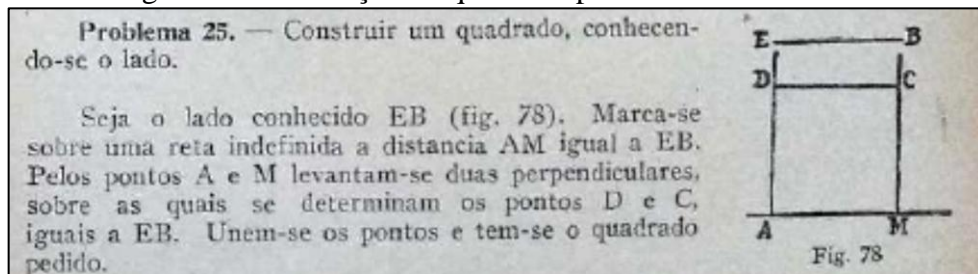 Problema 25. — Construir um quadrado, conhecen-
do-se o lado.
Seja o lado conhecido EB (fig. 78). Marca-se
sobre uma reta indefinida a distancia AM igual a EB.
Pelos pontos A e M levantam-se duas perpendiculares,
sobre as quais se determinam os pontos D e C,
iguais a EB. Unem-se os pontos e tem-se o quadrado
pedido.
E B
D C
A M
Fig. 78